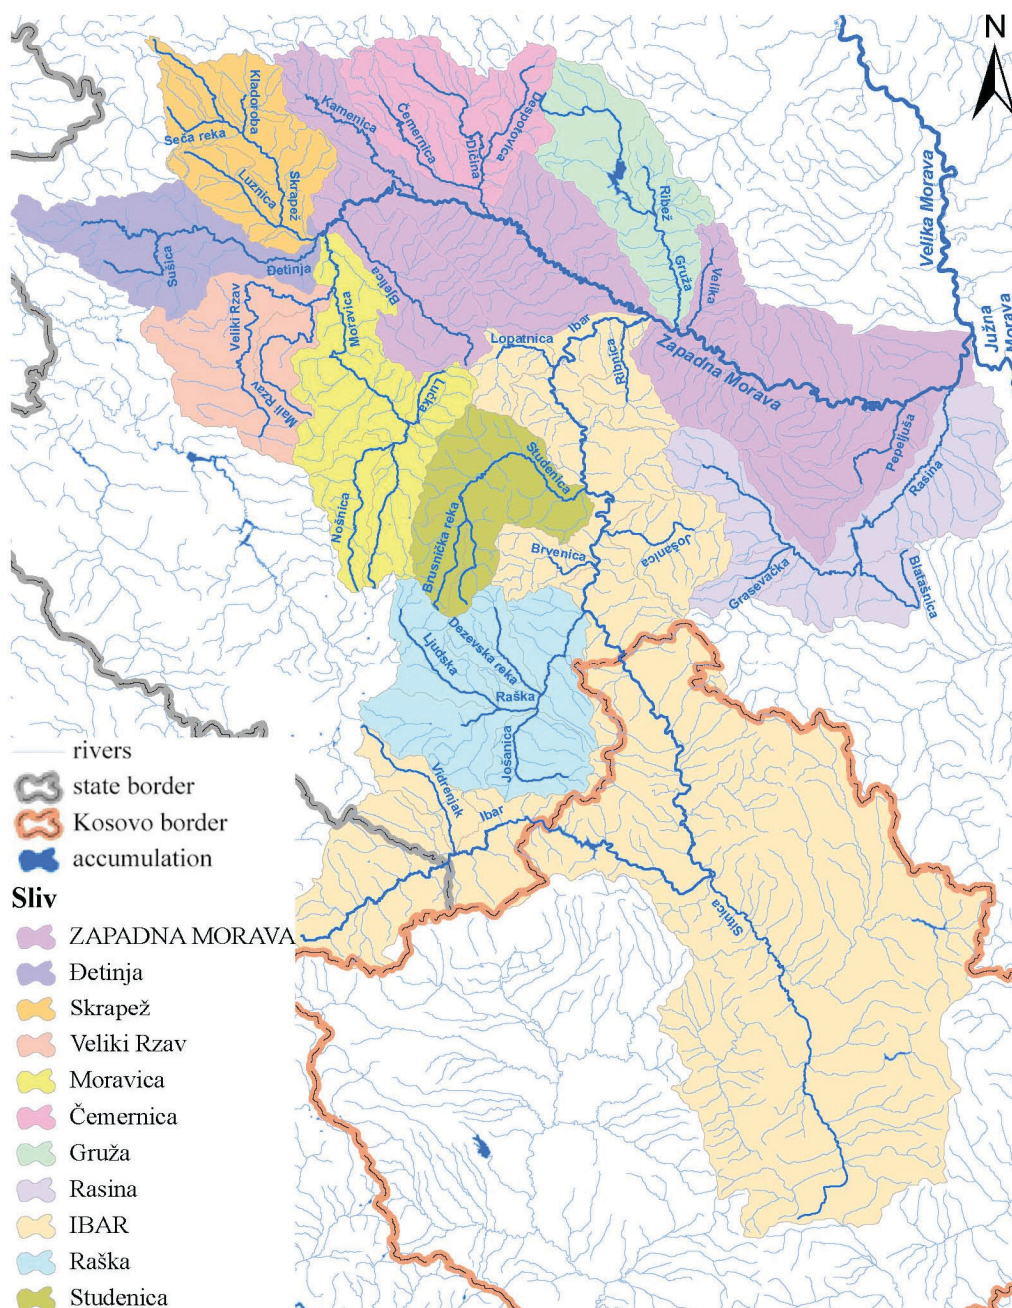 N
Kladoroba
Seča reka
Luznica
Skrapež
Kamenica
Čemernica
Dičina
Despotovica
Ribež
Gruža
Velika
Velika Morava
Južna
Morava
Sušica
Đetinja
Bjelica
Veliki Rzav
Mali Rzav
Moravica
Lučka
Nošnica
Lopatnica
Ibar
Ribnica
Zapadna Morava
Pepeljuša
Rašina
Studenica
Brusnička reka
Brvenica
Jošanica
Grasevačka
Blatašnica
Dezevska reka
Ljudska
Raška
Jošanica
Vidrenjak
Ibar
Sitnica
rivers
state border
Kosovo border
accumulation
Sliv
ZAPADNA MORAVA
Đetinja
Skrapež
Veliki Rzav
Moravica
Čemernica
Gruža
Rasina
IBAR
Raška
Studenica